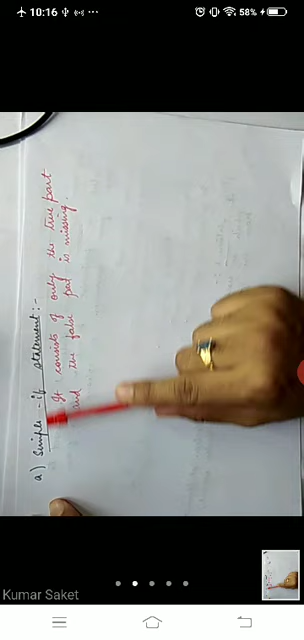 10:16
58%
a) Simple - if statement:-
It consists of only the true part
and the false part is missing.
Kumar Saket